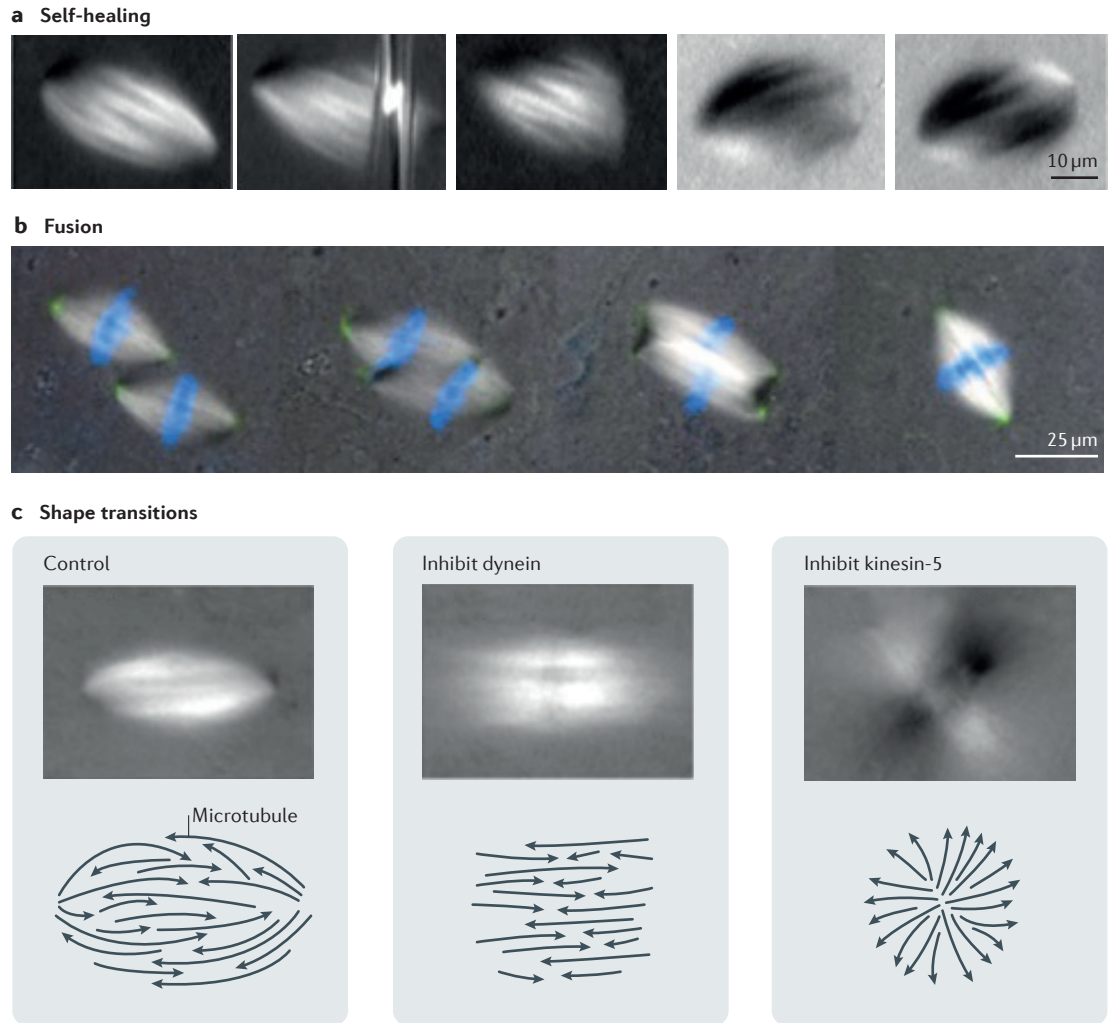 a Self-healing
10 µm
b Fusion
25 µm
c Shape transitions
Control
Inhibit dynein
Inhibit kinesin-5
Microtubule